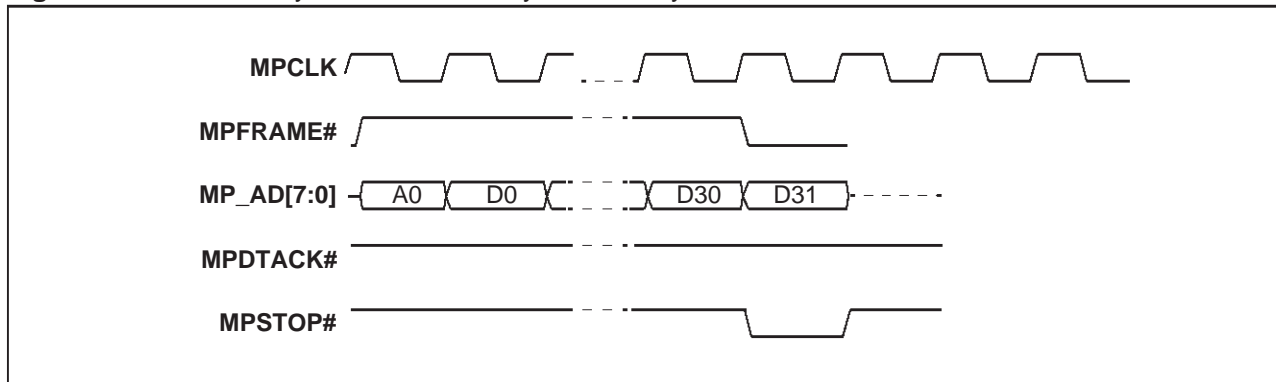 MPCLK
MPFRAME#
MP_AD[7:0] A0 D0 D30 D31
MPDTACK#
MPSTOP#